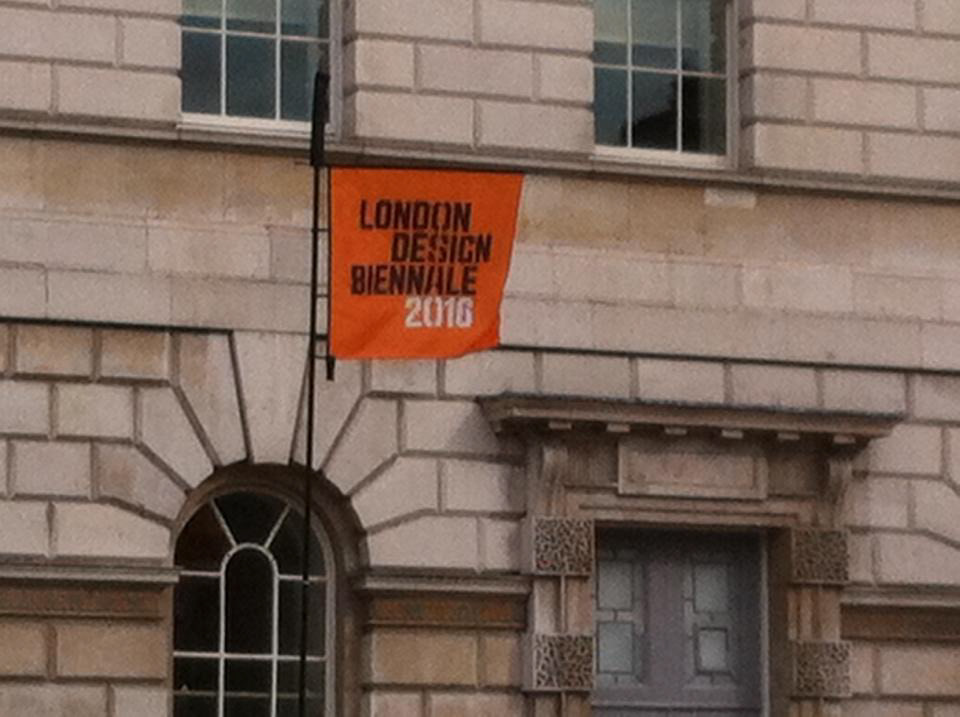 LONDON
DESIGN
BIENNALE
2016